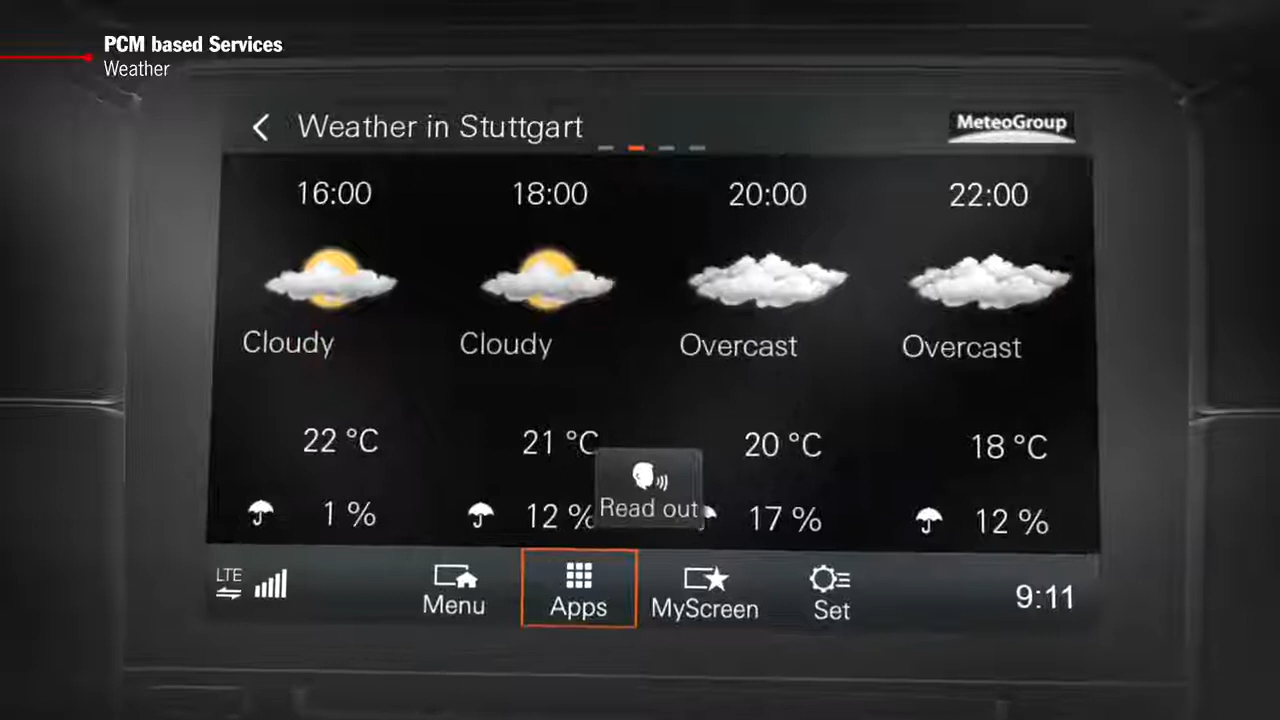 PCM based Services
Weather
Weather in Stuttgart
MeteoGroup
16:00 18:00 20:00 22:00
Cloudy Cloudy Overcast Overcast
22 °C 21 °C 20 °C 18 °C
1 % 12 % 17 % 12 %
Read out
LTE
Menu Apps MyScreen Set
9:11